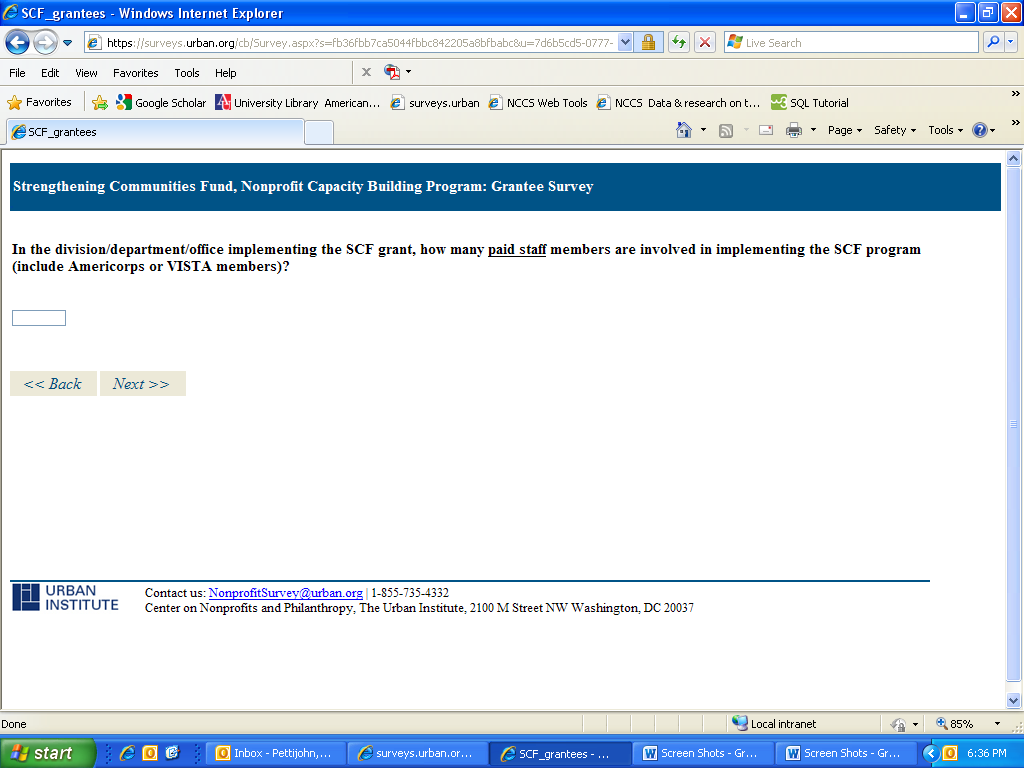 SCF_grantees - Windows Internet Explorer
https://surveys.urban.org/cb/Survey.aspx?s=fb36fbb7ca5044fbbc842205a8bfbabc&u=7d6b5cd5-0777-
Live Search
File Edit View Favorites Tools Help
Favorites Google Scholar University Library American... surveys.urban NCCS Web Tools NCCS Data & research on t... SQL Tutorial
SCF_grantees
Page Safety Tools
Strengthening Communities Fund, Nonprofit Capacity Building Program: Grantee Survey
In the division/department/office implementing the SCF grant, how many paid staff members are involved in implementing the SCF program
(include Americorps or VISTA members)?
<< Back Next >>
URBAN
INSTITUTE
Contact us: NonprofitSurvey@urban.org | 1-855-735-4332
Center on Nonprofits and Philanthropy, The Urban Institute, 2100 M Street NW Washington, DC 20037
Done Local intranet 85%
start Inbox - Pettijohn,... surveys.urban.or... SCF_grantees - ... Screen Shots - Gr... Screen Shots - Gr... 6:36 PM